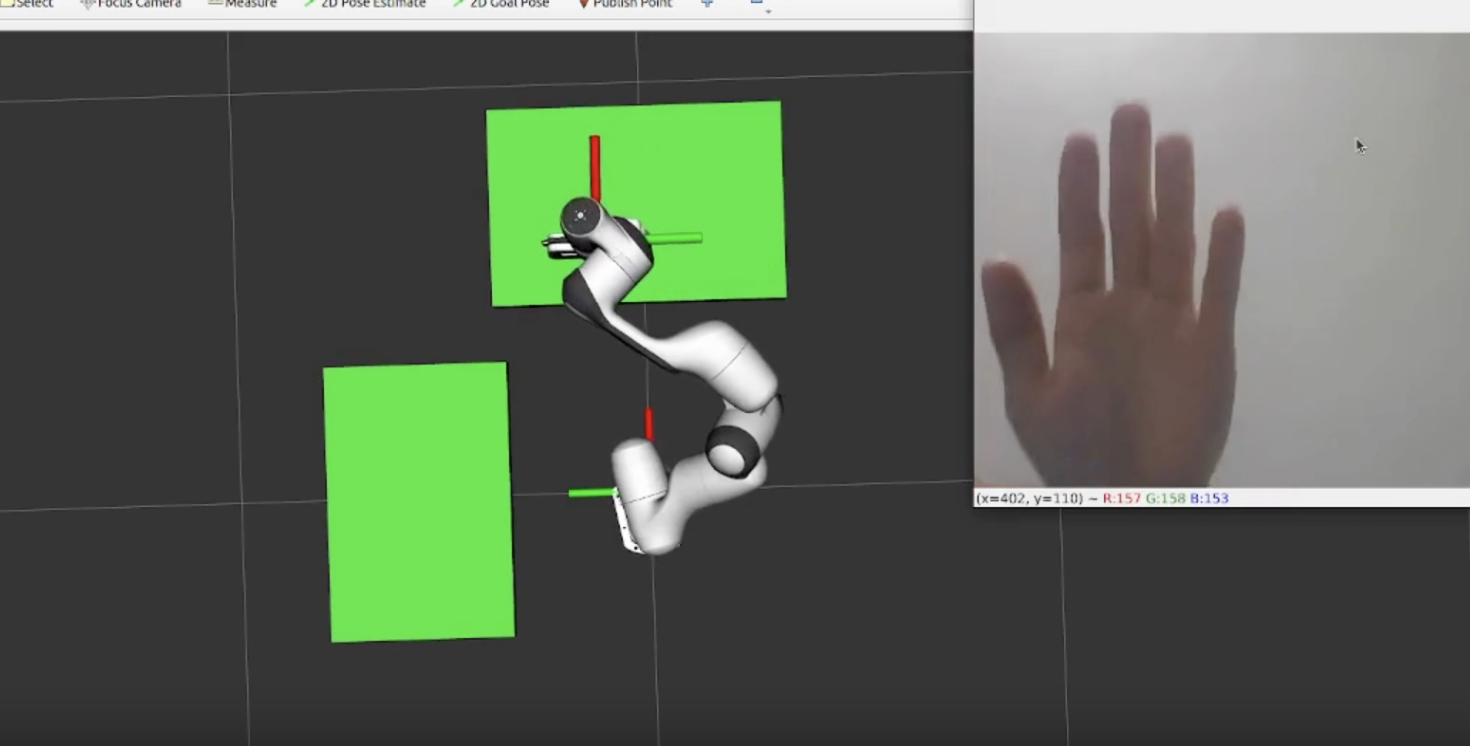 Select Focus Camera Measure 2D Pose Estimate 2D Goal Pose Publish Point
(x=402, y=110) ~ R:157 G:158 B:153